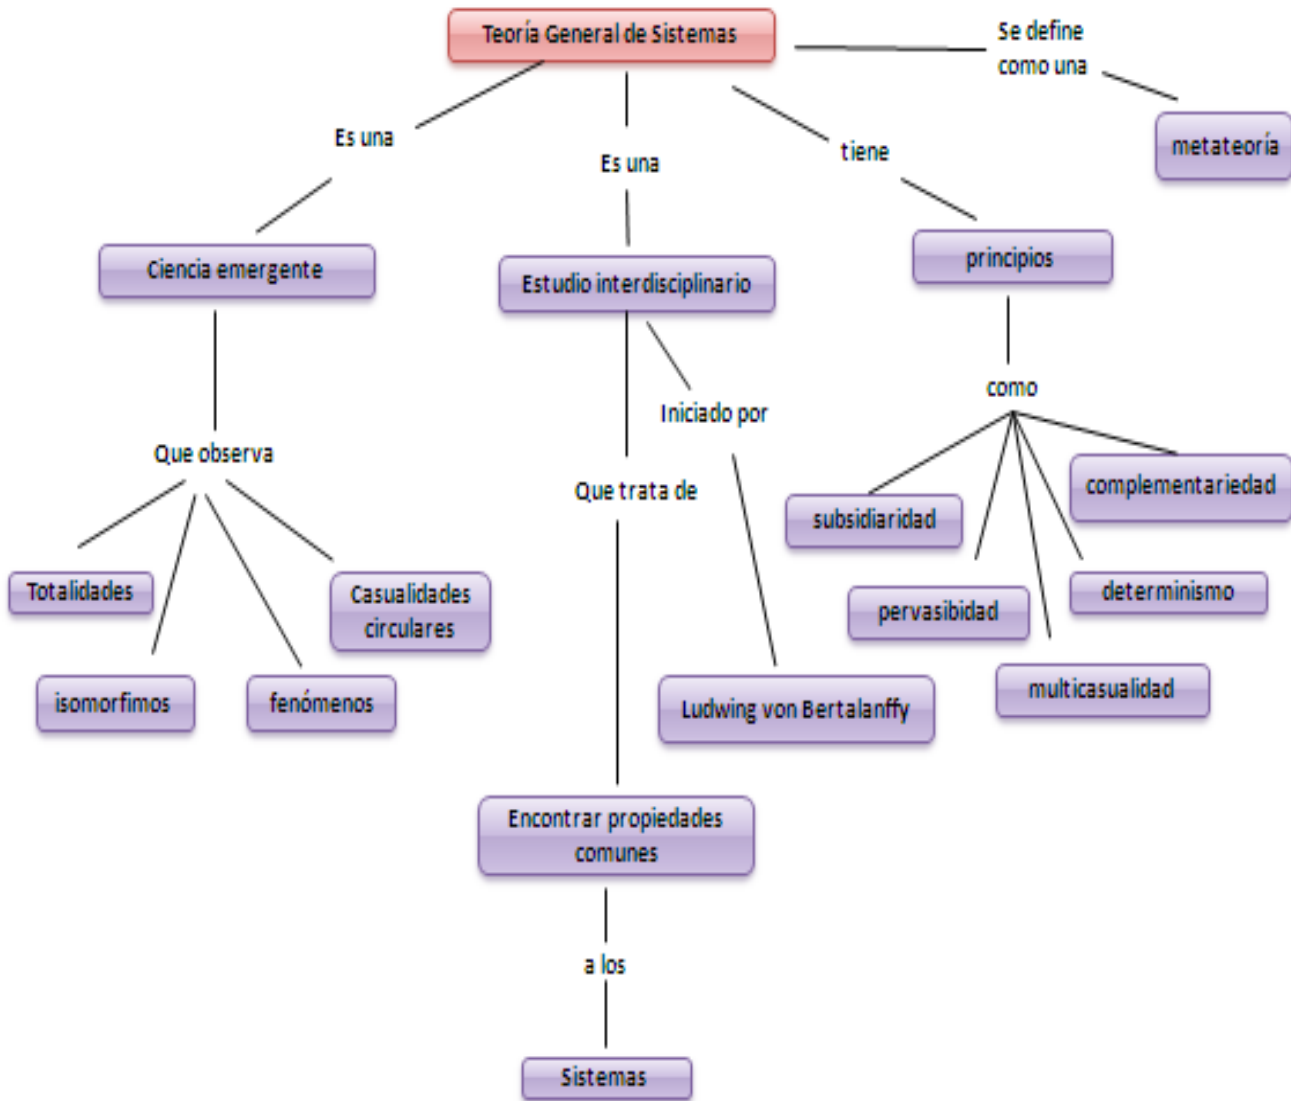 Teoría General de Sistemas
Se define
como una
metateoría
Es una
Es una
tiene
Ciencia emergente
Estudio interdisciplinario
principios
Que observa
Iniciado por
como
Que trata de
Totalidades
isomorfimos
fenómenos
Casualidades
circulares
subsidiaridad
complementariedad
pervasibidad
determinismo
multicasualidad
Ludwing von Bertalanffy
Encontrar propiedades
comunes
a los
Sistemas